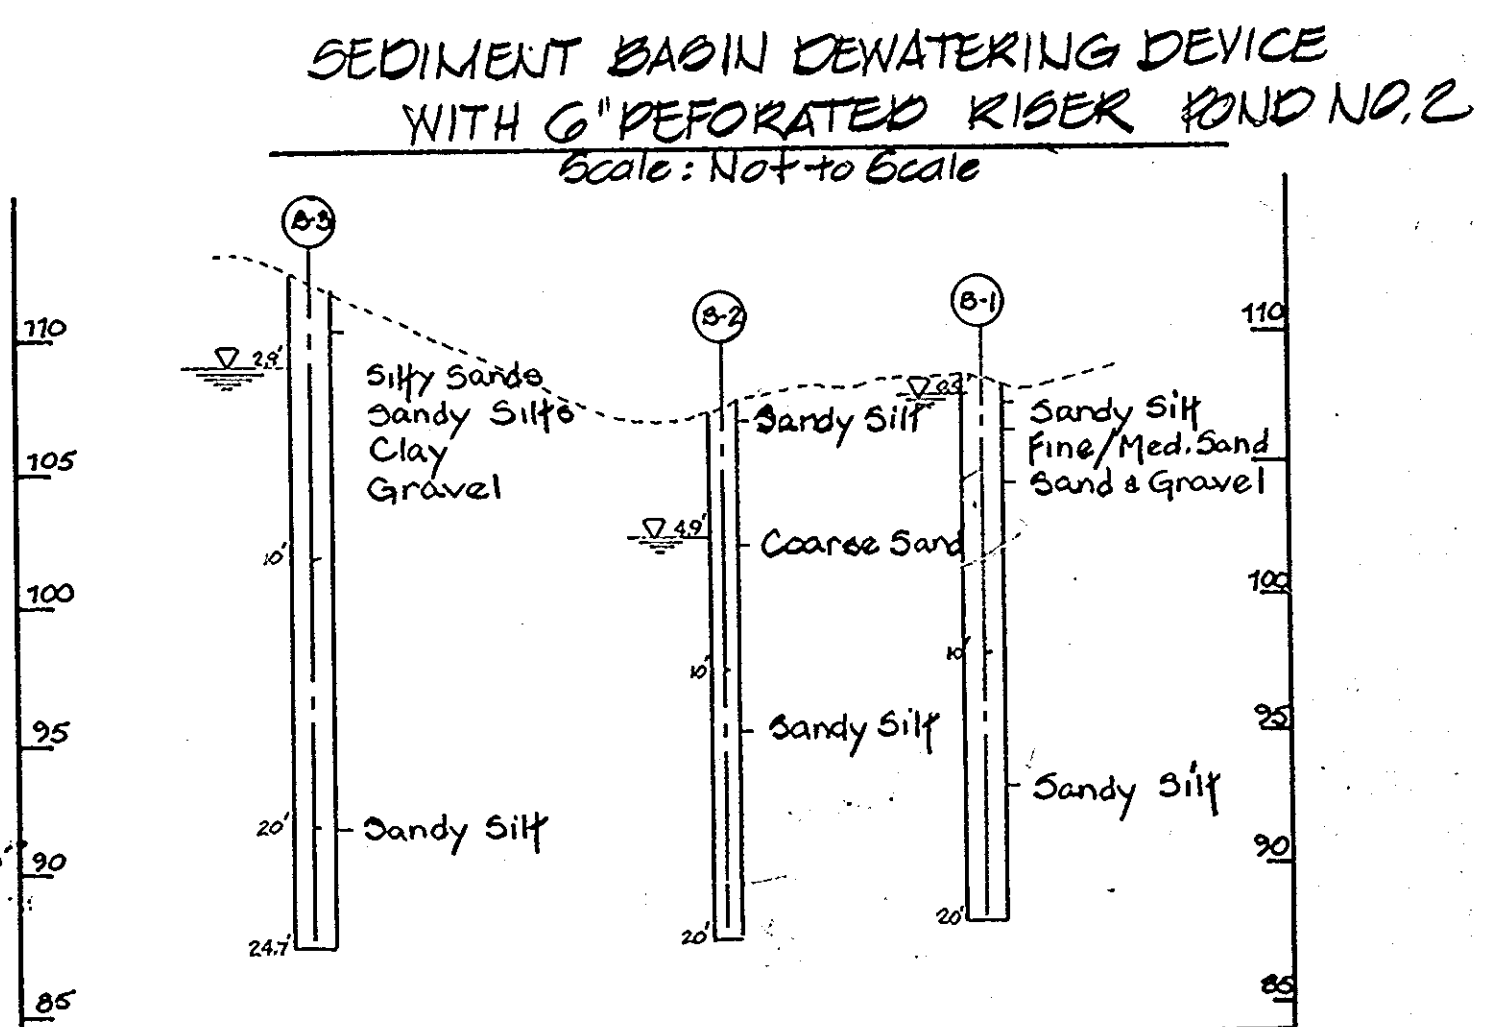 SEDIMENT BASIN DEWATERING DEVICE
WITH 6" PEFORATED RISER POND NO. 2
Scale: Not to Scale
B-3
B-2
B-1
110
110
2.9'
Silty Sands
Sandy Silts
Clay
Gravel
Sandy Silt
Sandy Silt
Fine/Med. Sand
Sand & Gravel
105
4.9'
Coarse Sand
10'
100
100
10'
10'
95
95
Sandy Silt
Sandy Silt
20'
Sandy Silt
90
90
24.7'
20'
20'
85
85